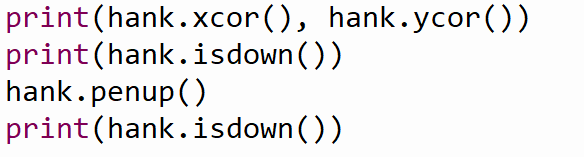 print(hank.xcor(), hank.ycor())
print(hank.isdown())
hank.penup()
print(hank.isdown())